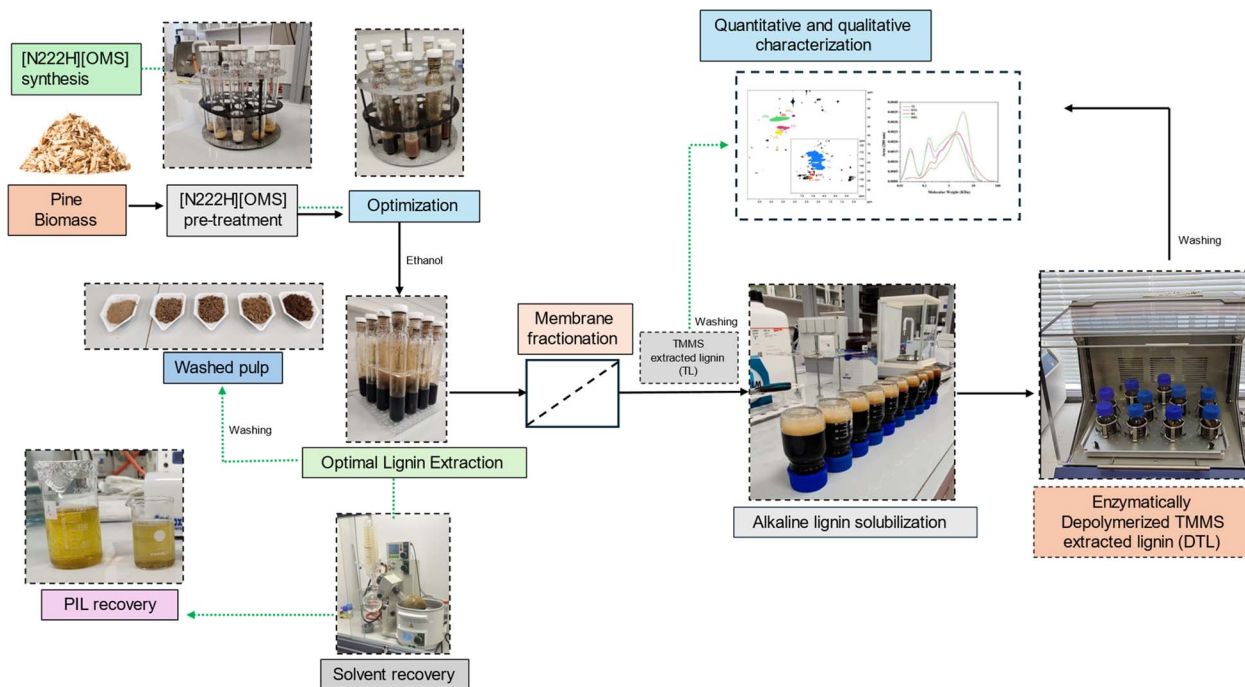 [N222H][OMS]
synthesis
Pine
Biomass
[N222H][OMS]
pre-treatment
Optimization
Ethanol
Washed pulp
Washing
Optimal Lignin Extraction
PIL recovery
Solvent recovery
Membrane
fractionation
Washing
TMMS
extracted lignin
(TL)
Quantitative and qualitative
characterization
Molecular Weight (KDa)
Alkaline lignin solubilization
Washing
Enzymatically
Depolymerized TMMS
extracted lignin (DTL)